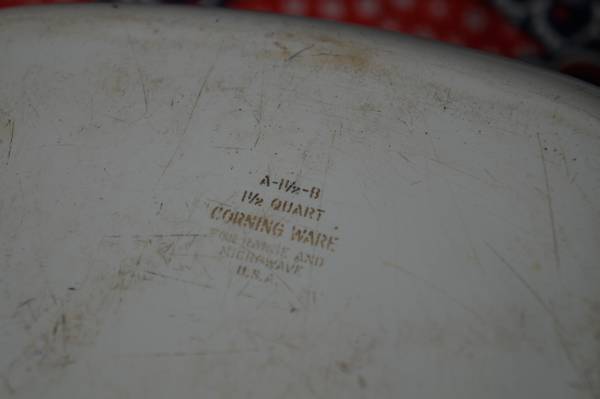 A-1½-B
1½ QUART
CORNING WARE
FOR RANGE AND
MICROWAVE
U.S.A.